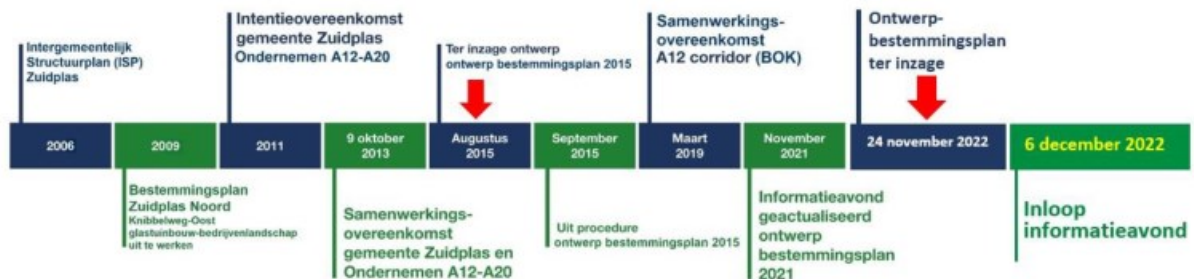 Intergemeentelijk
Structuurplan (ISP)
Zuidplas
Intentieovereenkomst
gemeente Zuidplas
Ondernemen A12-A20
Ter inzage ontwerp
ontwerp bestemmingsplan 2015
Samenwerkings-
overeenkomst
A12 corridor (BOK)
Ontwerp-
bestemmingsplan
ter inzage
2006
2009
2011
9 oktober
2013
Augustus
2015
September
2015
Maart
2019
November
2021
24 november 2022
6 december 2022
Bestemmingsplan
Zuidplas Noord
Knibbelweg-Oost
glastuinbouw-bedrijvenlandschap
uit te werken
Samenwerkings-
overeenkomst
gemeente Zuidplas en
Ondernemen A12-A20
Uit procedure
ontwerp bestemmingsplan 2015
Informatieavond
geactualiseerd
ontwerp
bestemmingsplan
2021
Inloop
informatieavond